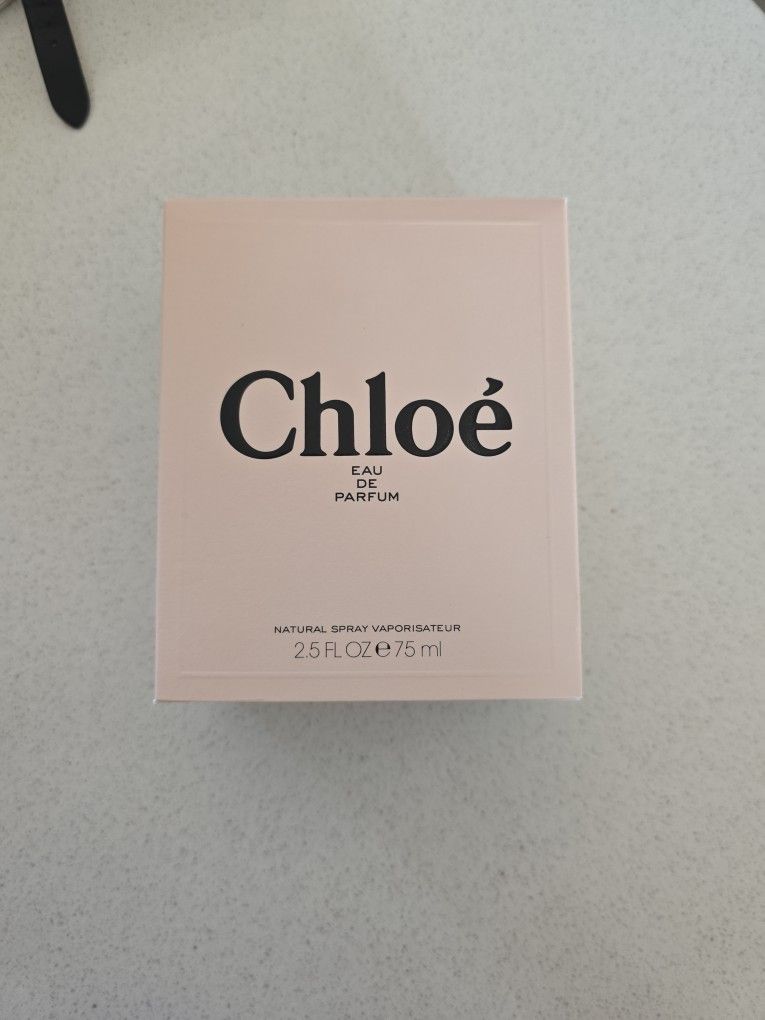 Chloé
EAU
DE
PARFUM
NATURAL SPRAY VAPORISATEUR
2.5 FL OZ ℮ 75 ml